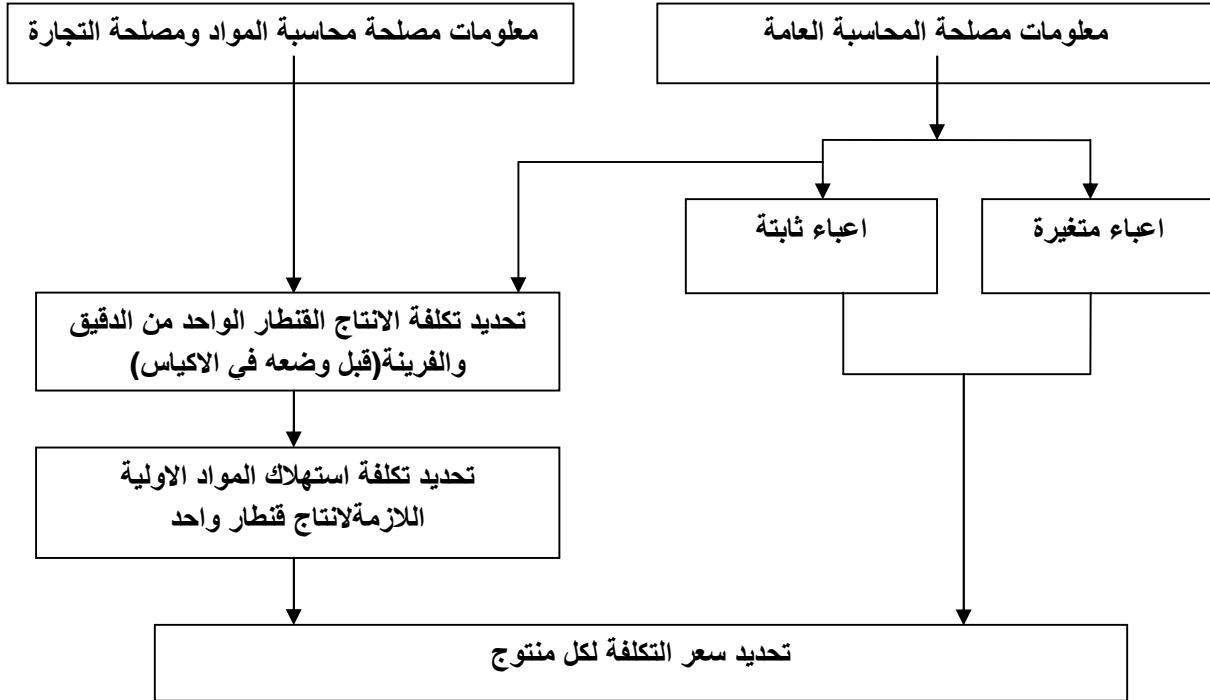 معلومات مصلحة المحاسبة العامة
معلومات مصلحة محاسبة المواد ومصلحة التجارة
اعباء متغيرة
اعباء ثابتة
تحديد تكلفة الانتاج القنطار الواحد من الدقيق
والفرينة(قبل وضعه في الاكياس)
تحديد تكلفة استهلاك المواد الاولية
اللازمةلانتاج قنطار واحد
تحديد سعر التكلفة لكل منتوج